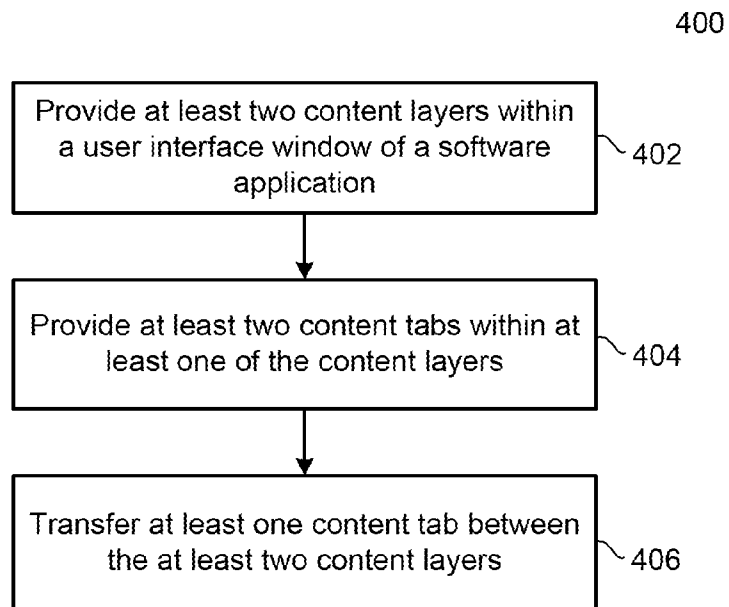 400
Provide at least two content layers within
a user interface window of a software
application
402
Provide at least two content tabs within at
least one of the content layers
404
Transfer at least one content tab between
the at least two content layers
406